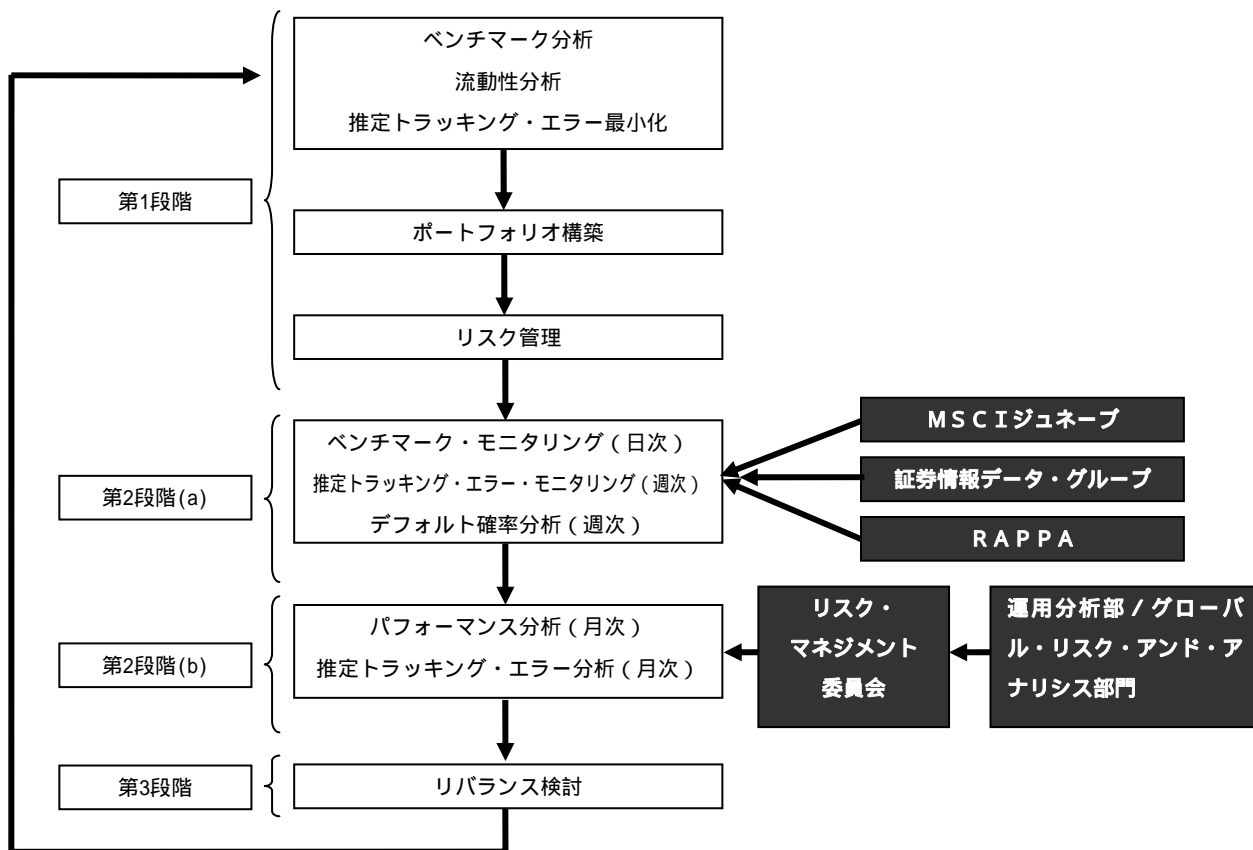 ベンチマーク分析
流動性分析
推定トラッキング・エラー最小化
第1段階
ポートフォリオ構築
リスク管理
ベンチマーク・モニタリング(日次)
推定トラッキング・エラー・モニタリング(週次)
デフォルト確率分析(週次)
第2段階(a)
MSCIジュネーブ
証券情報データ・グループ
RAPPA
パフォーマンス分析(月次)
推定トラッキング・エラー分析(月次)
第2段階(b)
リスク・
マネジメント
委員会
運用分析部/グローバ
ル・リスク・アンド・ア
ナリシス部門
第3段階
リバランス検討